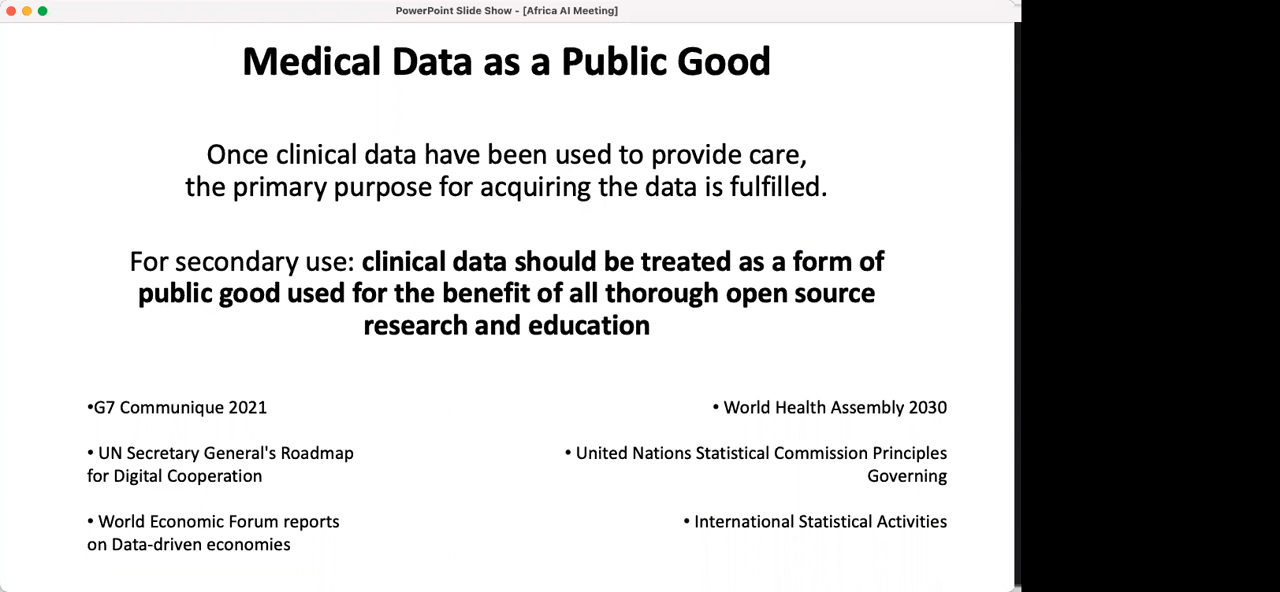 PowerPoint Slide Show - [Africa AI Meeting]
Medical Data as a Public Good
Once clinical data have been used to provide care,
the primary purpose for acquiring the data is fulfilled.
For secondary use: clinical data should be treated as a form of
public good used for the benefit of all thorough open source
research and education
•G7 Communique 2021
• UN Secretary General's Roadmap
for Digital Cooperation
• World Economic Forum reports
on Data-driven economies
• World Health Assembly 2030
• United Nations Statistical Commission Principles
Governing
• International Statistical Activities